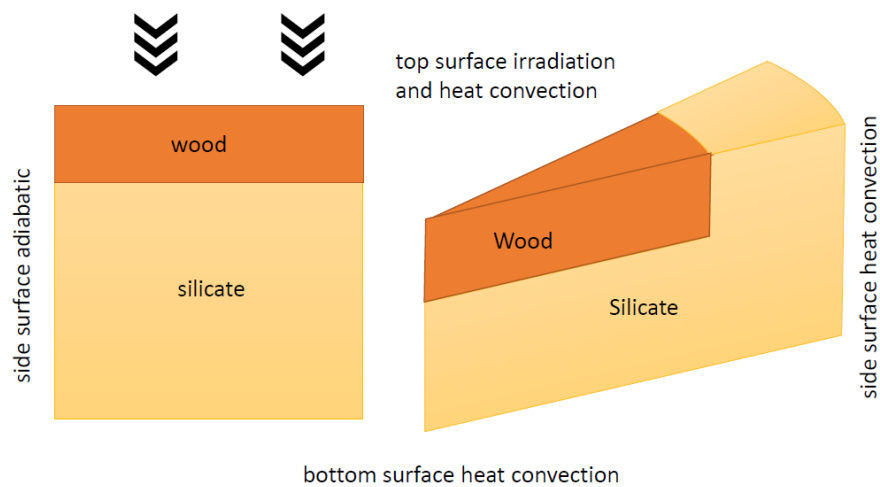 top surface irradiation
and heat convection
wood
silicate
side surface adiabatic
Wood
Silicate
side surface heat convection
bottom surface heat convection